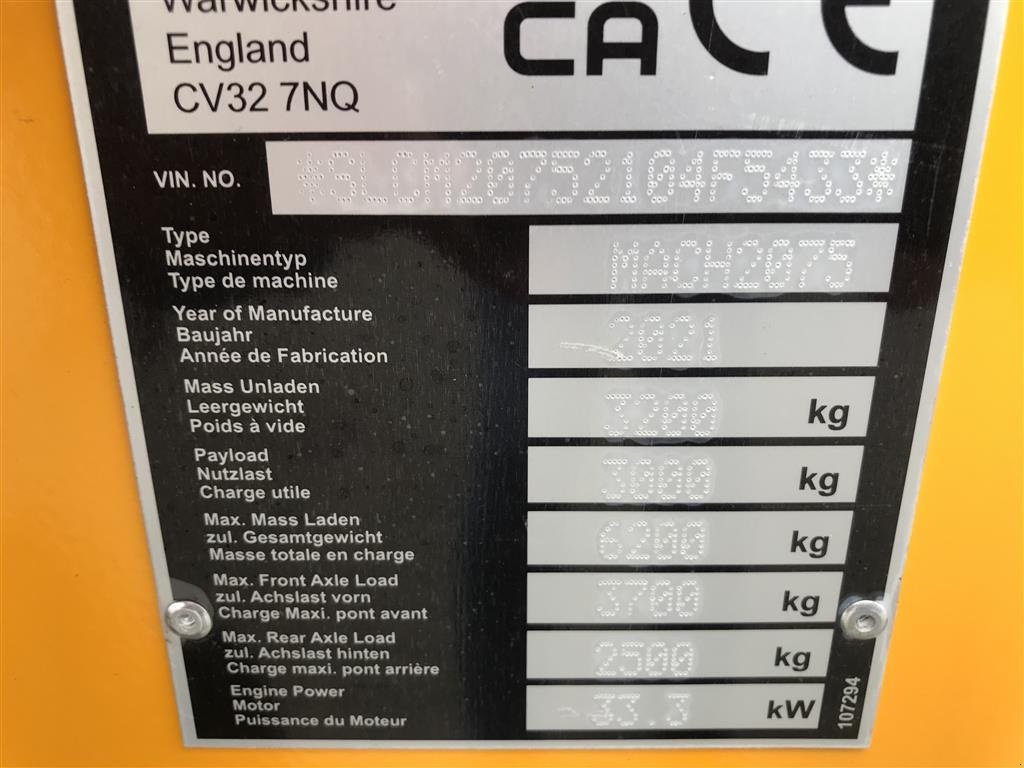 Warwickshire
England
CV32 7NQ
CA CE
VIN. NO. *SLCM20752104F5433*
Type
Maschinentyp
Type de machine
MACH2075
Year of Manufacture
Baujahr
Année de Fabrication
2021
Mass Unladen
Leergewicht
Poids à vide
3200 kg
Payload
Nutzlast
Charge utile
3000 kg
Max. Mass Laden
zul. Gesamtgewicht
Masse totale en charge
6200 kg
Max. Front Axle Load
zul. Achslast vorn
Charge Maxi. pont avant
3700 kg
Max. Rear Axle Load
zul. Achslast hinten
Charge maxi. pont arrière
2500 kg
Engine Power
Motor
Puissance du Moteur
33.3 kW
107294